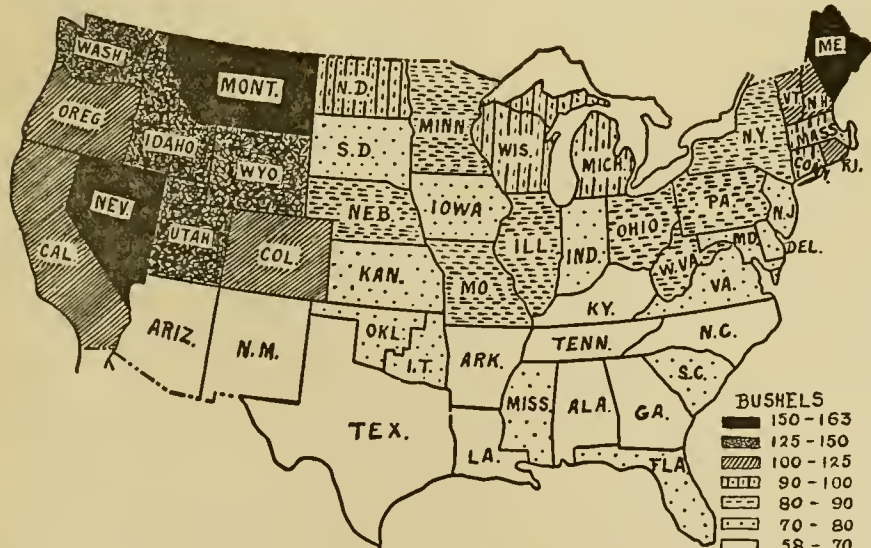 WASH.
MONT.
N.D.
MINN.
ME.
OREG.
IDAHO
WYO
S.D.
WIS.
MICH.
N.Y.
VT.
N.H.
MASS.
CO.
R.I.
NEV.
UTAH
NEB.
IOWA
ILL.
IND.
OHIO
PA.
N.J.
CAL.
COL.
KAN.
MO.
W.VA.
MD.
DEL.
VA.
KY.
ARIZ.
N.M.
OKL.
I.T.
ARK.
TENN.
N.C.
S.C.
TEX.
LA.
MISS.
ALA.
GA.
FLA.
BUSHELS
150-163
125-150
100-125
90-100
80-90
70-80
58-70